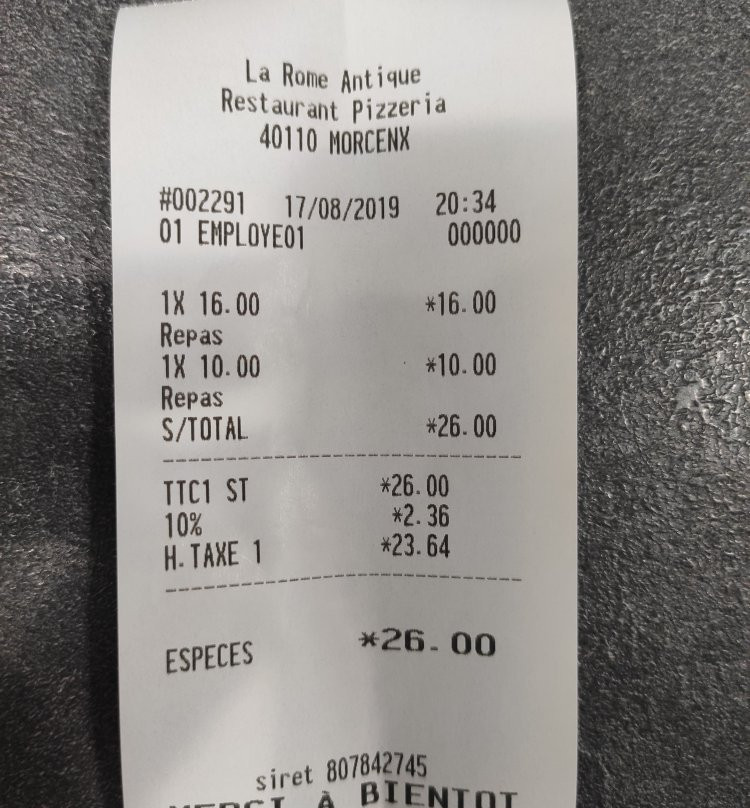 La Rome Antique
Restaurant Pizzeria
40110 MORCENX
#002291 17/08/2019 20:34
01 EMPLOYE01 000000
1X 16.00 *16.00
Repas
1X 10.00 *10.00
Repas
S/TOTAL *26.00
TTC1 ST *26.00
10% *2.36
H.TAXE 1 *23.64
ESPECES *26.00
siret 807842745
MERCI À BIENTOT